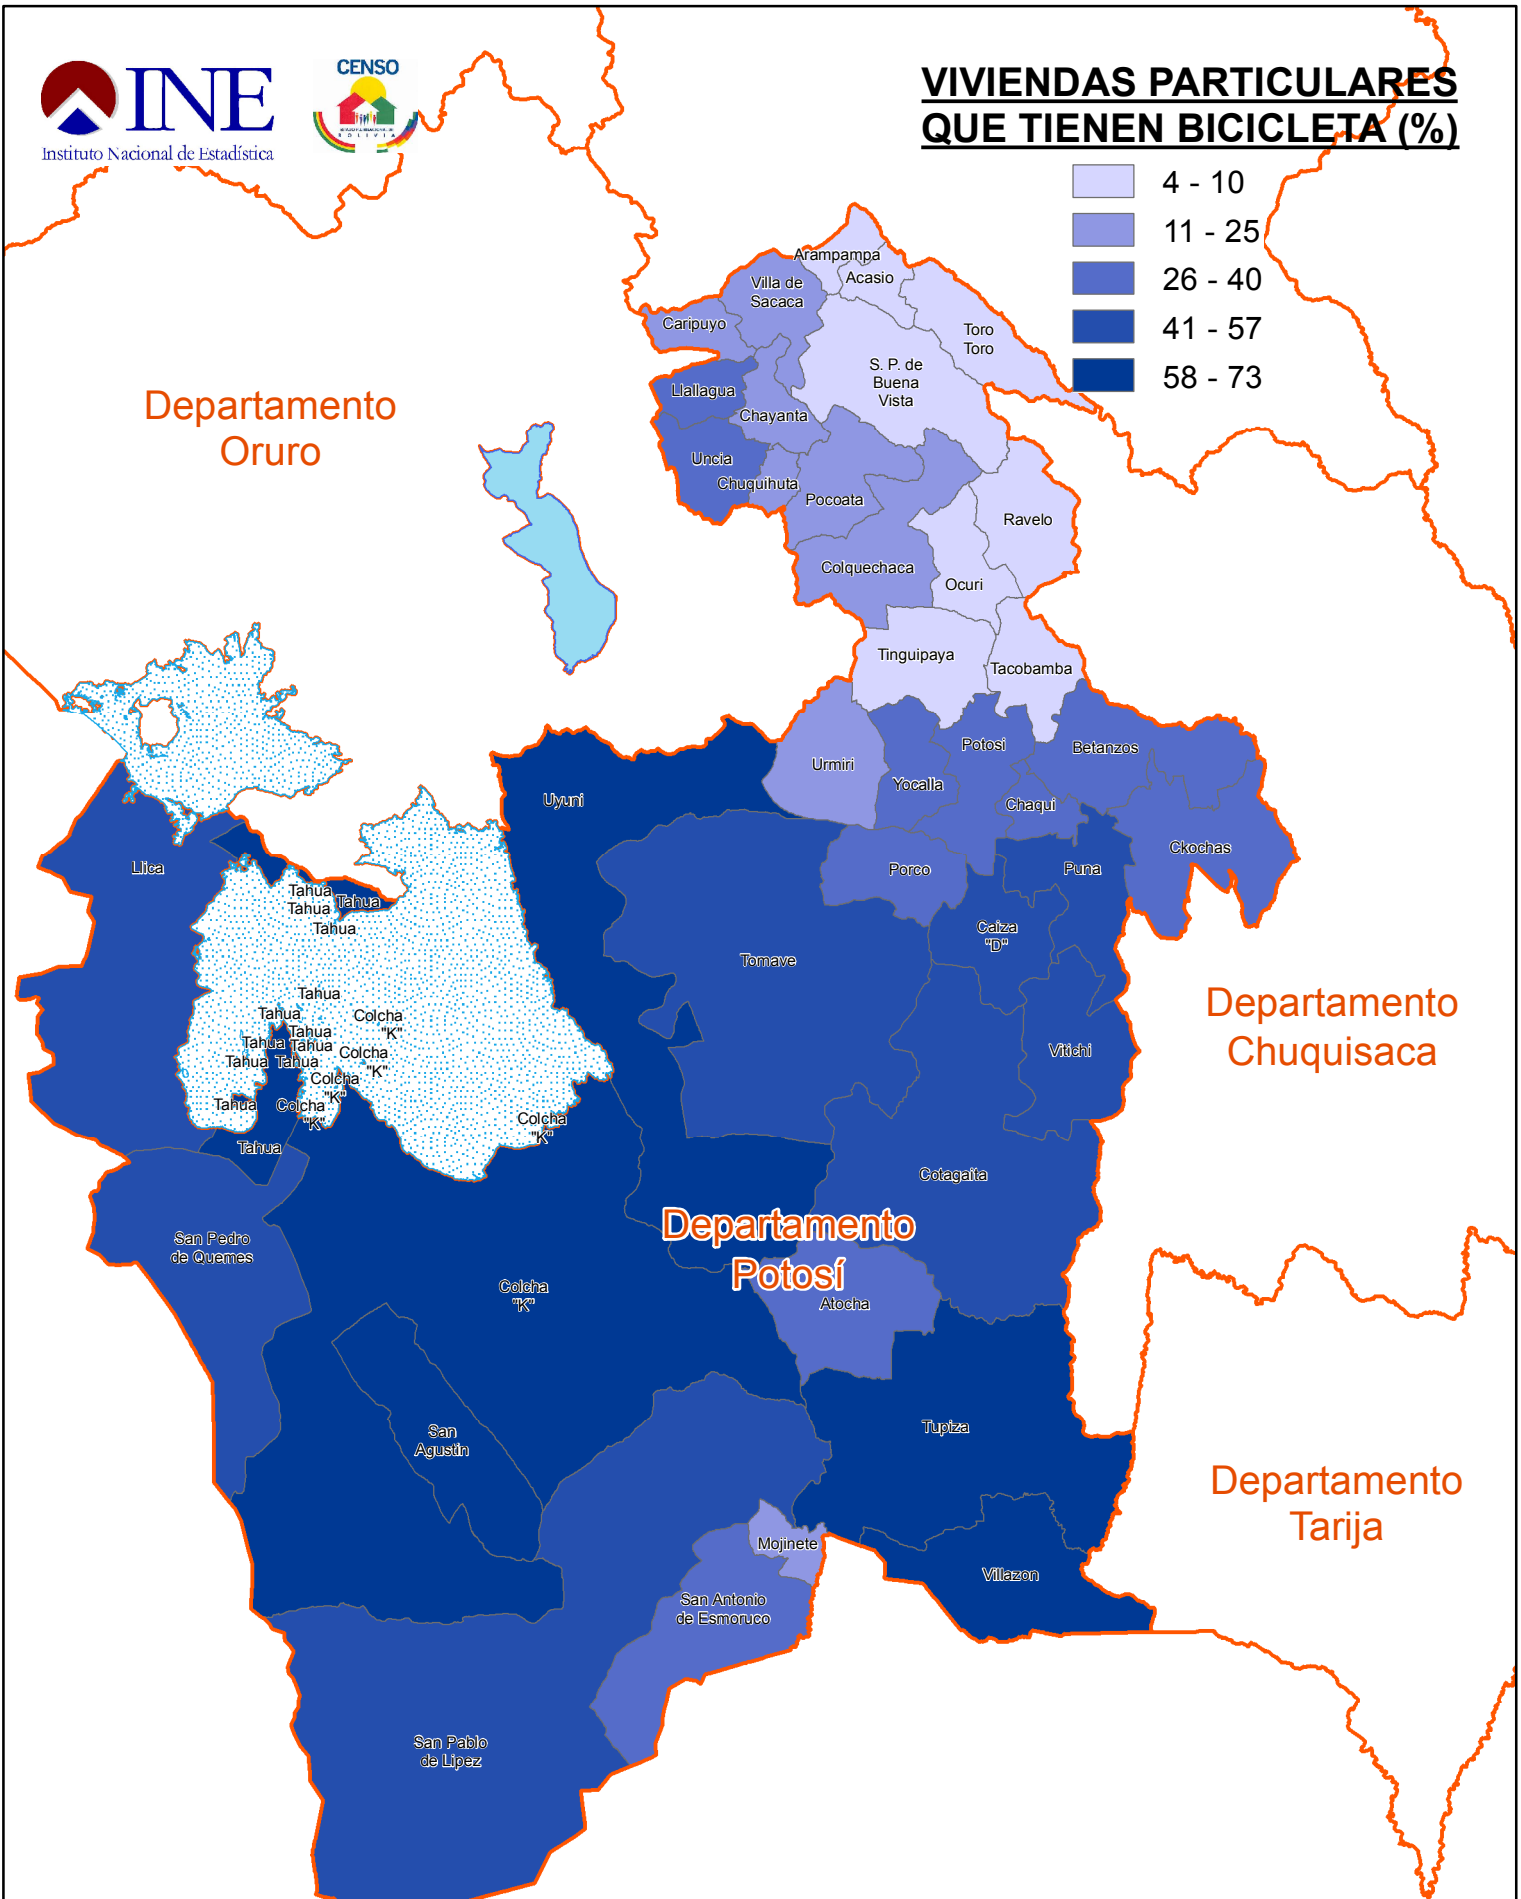 INE
Instituto Nacional de Estadística
CENSO
BOLIVIA
VIVIENDAS PARTICULARES
QUE TIENEN BICICLETA (%)
4 - 10
11 - 25
26 - 40
41 - 57
58 - 73
Arampampa
Acasio
Villa de
Sacaca
Caripuyo
Toro
Toro
S. P. de
Buena
Vista
Llallagua
Chayanta
Departamento
Oruro
Uncia
Chuquihuta
Pocoata
Ravelo
Colquechaca
Ocuri
Tinguipaya
Tacobamba
Urmiri
Potosi
Betanzos
Yocalla
Chaqui
Uyuni
Ckochas
Llica
Porco
Puna
Tahua
Tahua
Tahua
Tahua
Caiza
"D"
Tomave
Tahua
Tahua
Colcha
"K"
Tahua
Tahua
Tahua
Tahua
Tahua
Colcha
"K"
Colcha
"K"
Tahua
Colcha
"K"
Colcha
"K"
Tahua
Vitichi
Departamento
Chuquisaca
Cotagaita
Departamento
Potosí
San Pedro
de Quemes
Colcha
"K"
Atocha
San
Agustin
Tupiza
Departamento
Tarija
Mojinete
Villazon
San Antonio
de Esmoruco
San Pablo
de Lipez